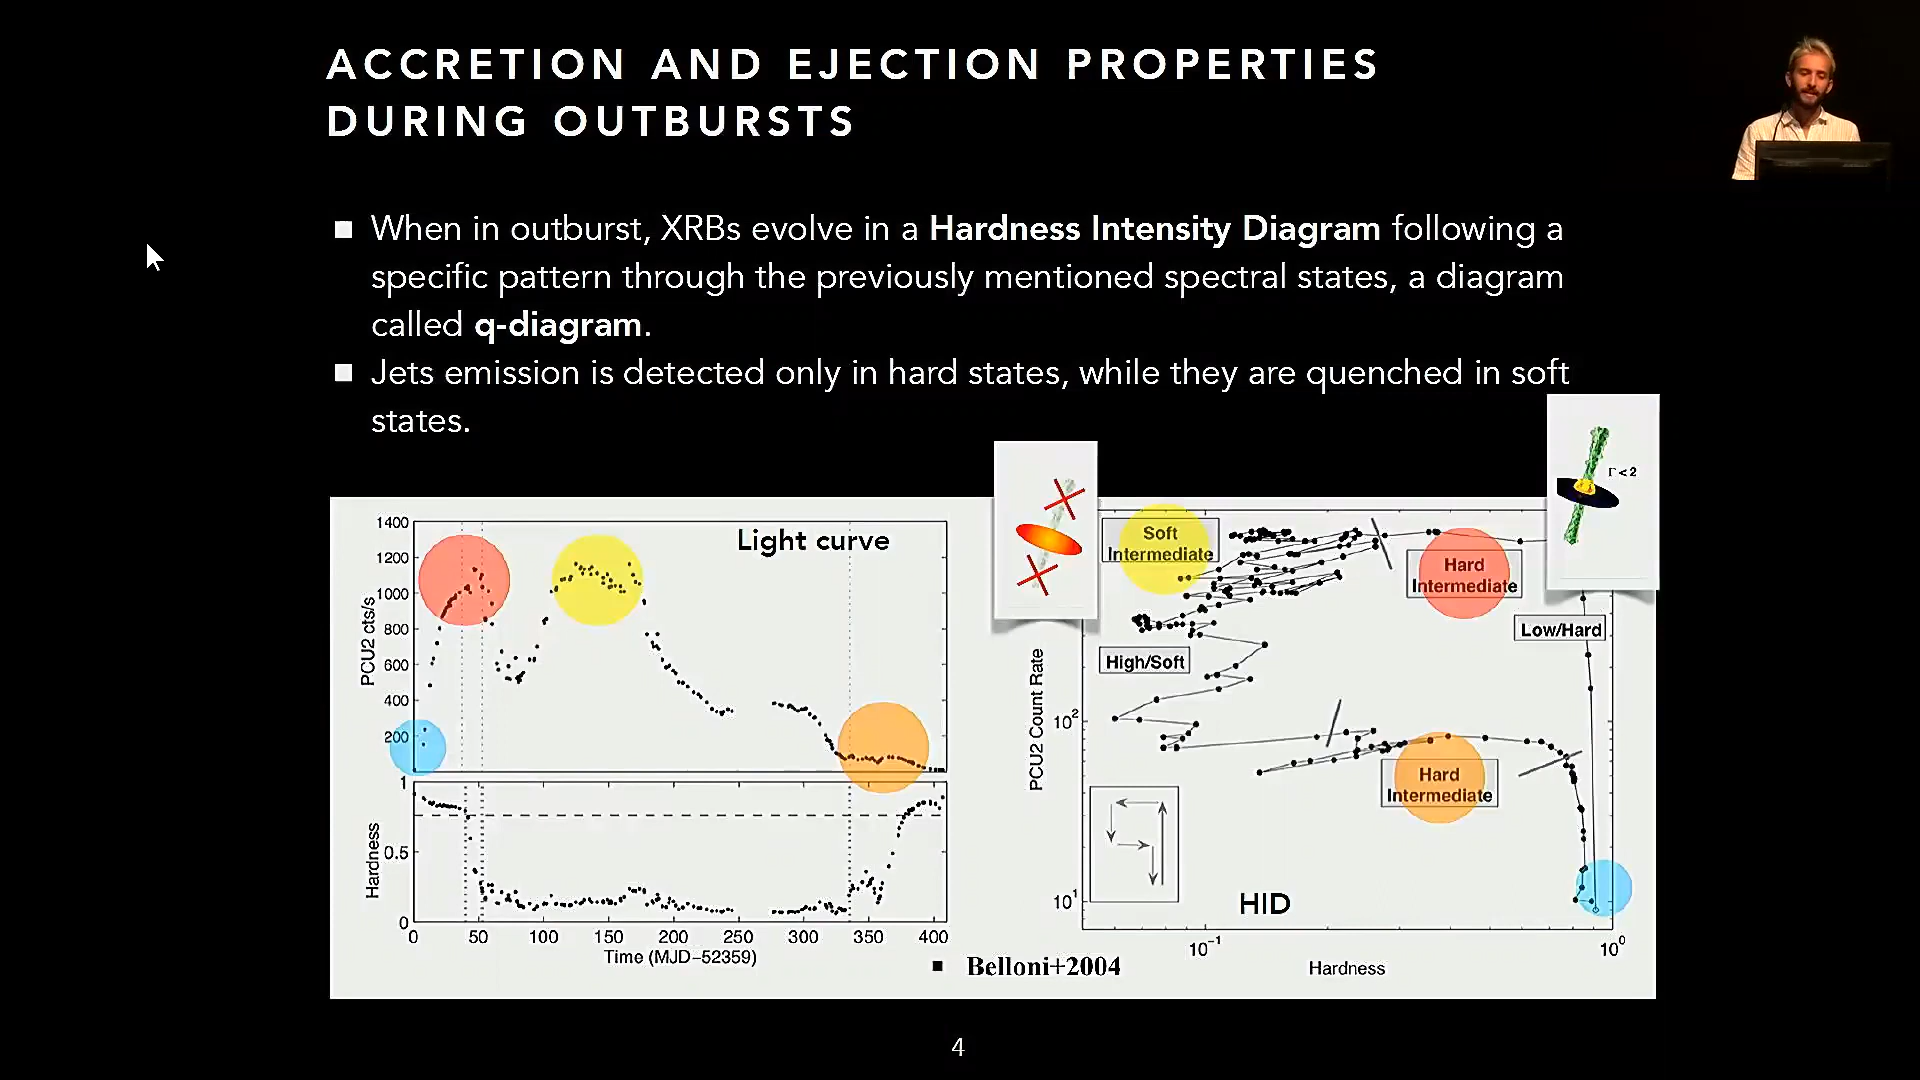 ACCRETION AND EJECTION PROPERTIES
DURING OUTBURSTS
■ When in outburst, XRBs evolve in a Hardness Intensity Diagram following a
specific pattern through the previously mentioned spectral states, a diagram
called q-diagram.
■ Jets emission is detected only in hard states, while they are quenched in soft
states.
Light curve
PCU2 cts/s
1400
1200
1000
800
600
400
200
Hardness
1
0.5
0
0 50 100 150 200 250 300 350 400
Time (MJD-52359)
Γ < 2
Soft
Intermediate
Hard
Intermediate
Low/Hard
High/Soft
Hard
Intermediate
PCU2 Count Rate
10²
10¹
HID
10⁻¹ 10⁰
Hardness
■ Belloni+2004
4